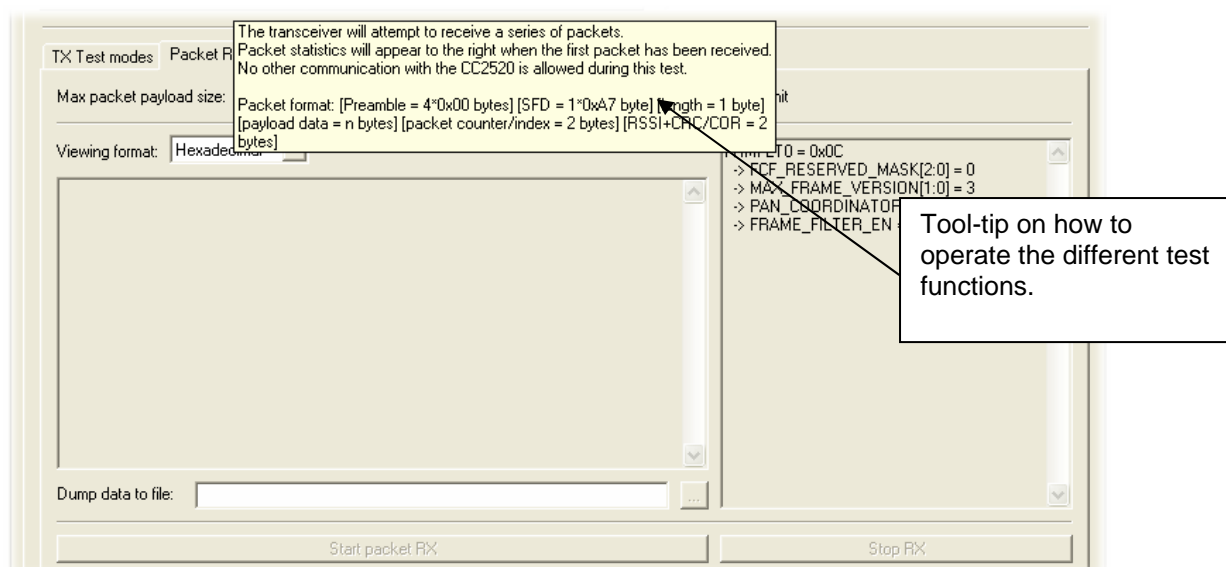 The transceiver will attempt to receive a series of packets.
Packet statistics will appear to the right when the first packet has been received.
No other communication with the CC2520 is allowed during this test.
Packet format: [Preamble = 4*0x00 bytes] [SFD = 1*0xA7 byte] [Length = 1 byte]
[payload data = n bytes] [packet counter/index = 2 bytes] [RSSI+CRC/COR = 2
bytes]
TX Test modes
Packet R
Max packet payload size:
Viewing format: Hexadecimal
= 0x0C
-> FCF_RESERVED_MASK[2:0] = 0
-> MAX_FRAME_VERSION[1:0] = 3
-> PAN_COORDINATOR
-> FRAME_FILTER_EN =
Tool-tip on how to
operate the different test
functions.
Dump data to file:
...
Start packet RX
Stop RX